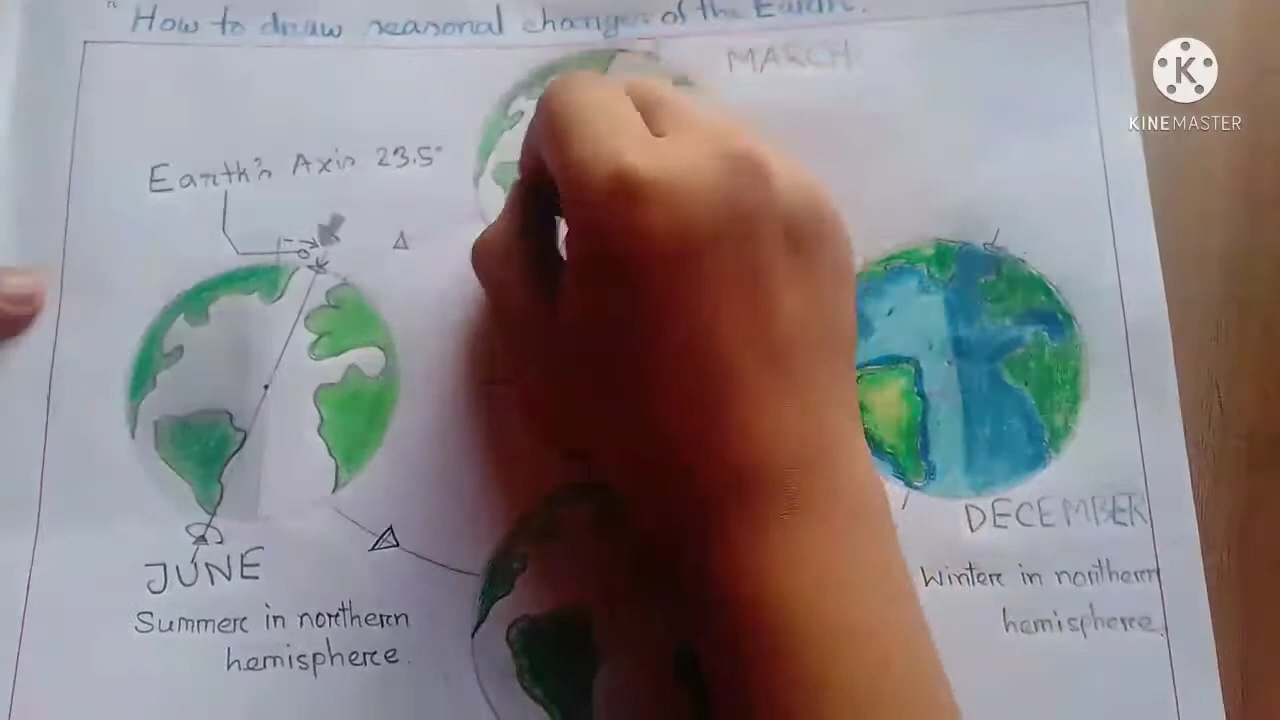 "How to draw seasonal changes of the Earth.
MARCH
KINEMASTER
Earth's Axis 23.5°
JUNE
Summer in northern
hemisphere.
DECEMBER
Winter in northern
hemisphere.